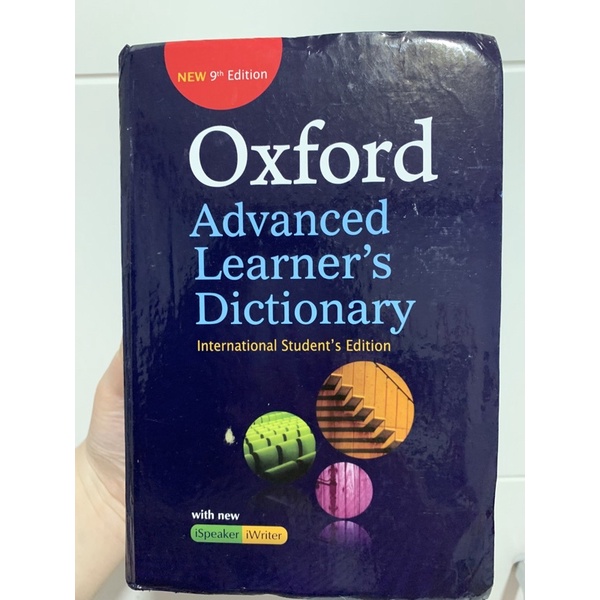 NEW 9th Edition
Oxford
Advanced
Learner's
Dictionary
International Student's Edition
with new
iSpeaker iWriter